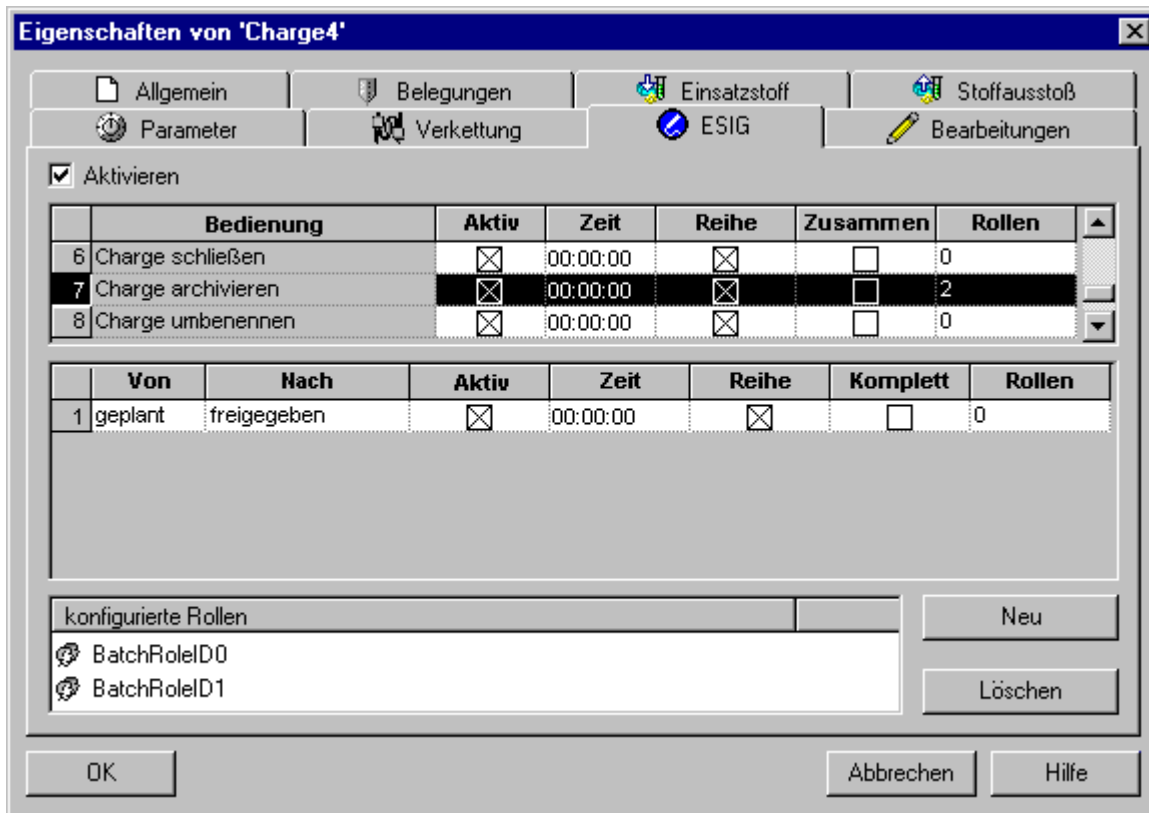 Eigenschaften von 'Charge4'
Allgemein Belegungen Einsatzstoff Stoffausstoß
Parameter Verkettung ESIG Bearbeitungen
Aktivieren
Bedienung Aktiv Zeit Reihe Zusammen Rollen
6 Charge schließen 00:00:00 0
7 Charge archivieren 00:00:00 2
8 Charge umbenennen 00:00:00 0
Von Nach Aktiv Zeit Reihe Komplett Rollen
1 geplant freigegeben 00:00:00 0
konfigurierte Rollen Neu
BatchRoleID0
BatchRoleID1 Löschen
OK Abbrechen Hilfe